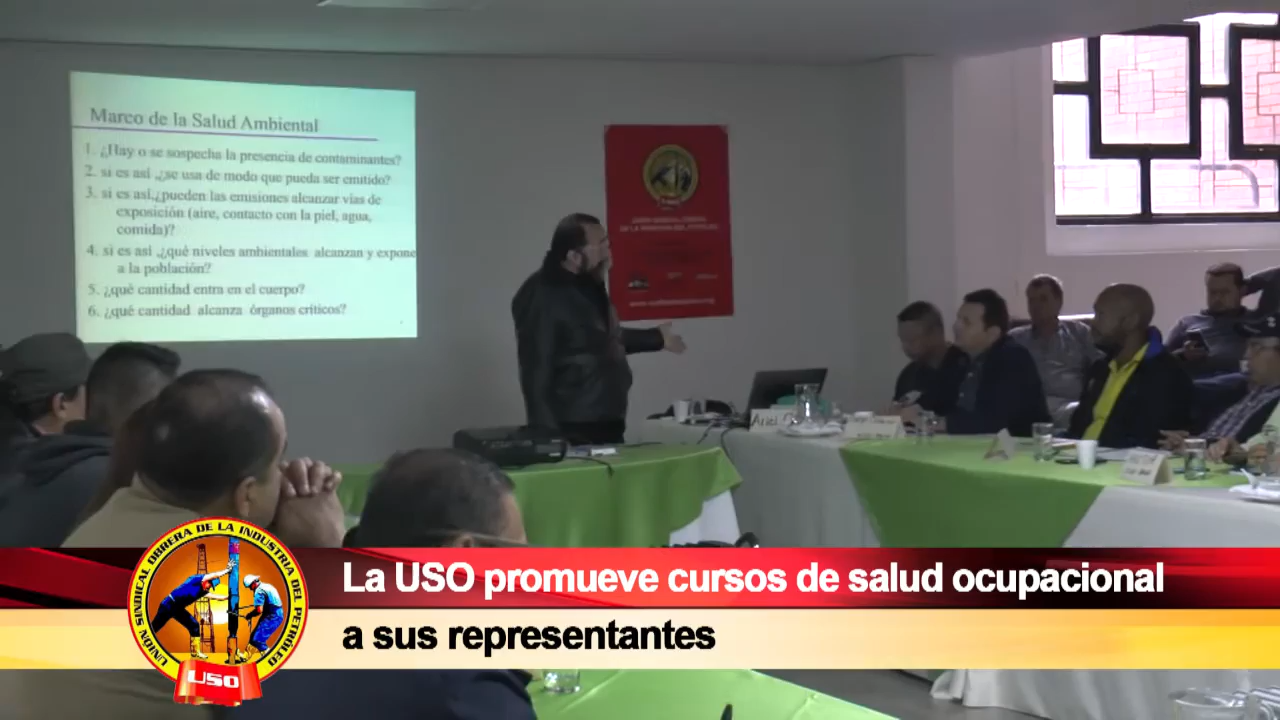 Marco de la Salud Ambiental
1. ¿Hay o se sospecha la presencia de contaminantes?
2. si es así ,¿se usa de modo que pueda ser emitido?
3. si es así,¿pueden las emisiones alcanzar vías de
exposición (aire, contacto con la piel, agua,
comida)?
4. si es así ,¿qué niveles ambientales alcanzan y expone
a la población?
5. ¿qué cantidad entra en el cuerpo?
6. ¿qué cantidad alcanza órganos críticos?
Ariel
UNION SINDICAL OBRERA DE LA INDUSTRIA DEL PETROLEO
USO
La USO promueve cursos de salud ocupacional
a sus representantes